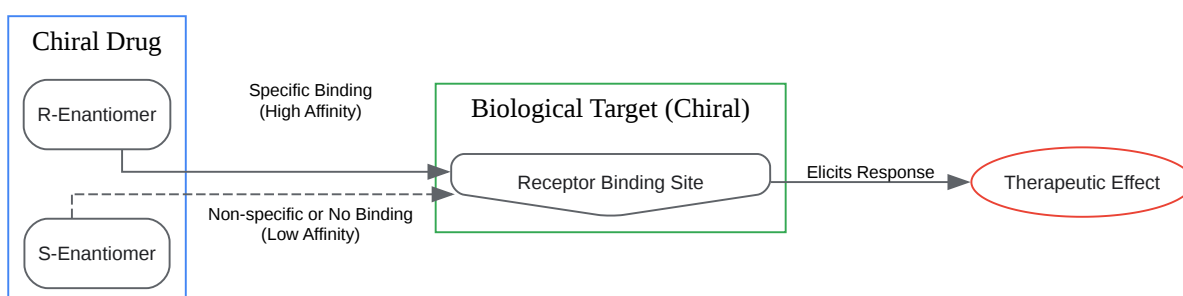 Chiral Drug
R-Enantiomer
S-Enantiomer
Specific Binding
(High Affinity)
Non-specific or No Binding
(Low Affinity)
Biological Target (Chiral)
Receptor Binding Site
Elicits Response
Therapeutic Effect